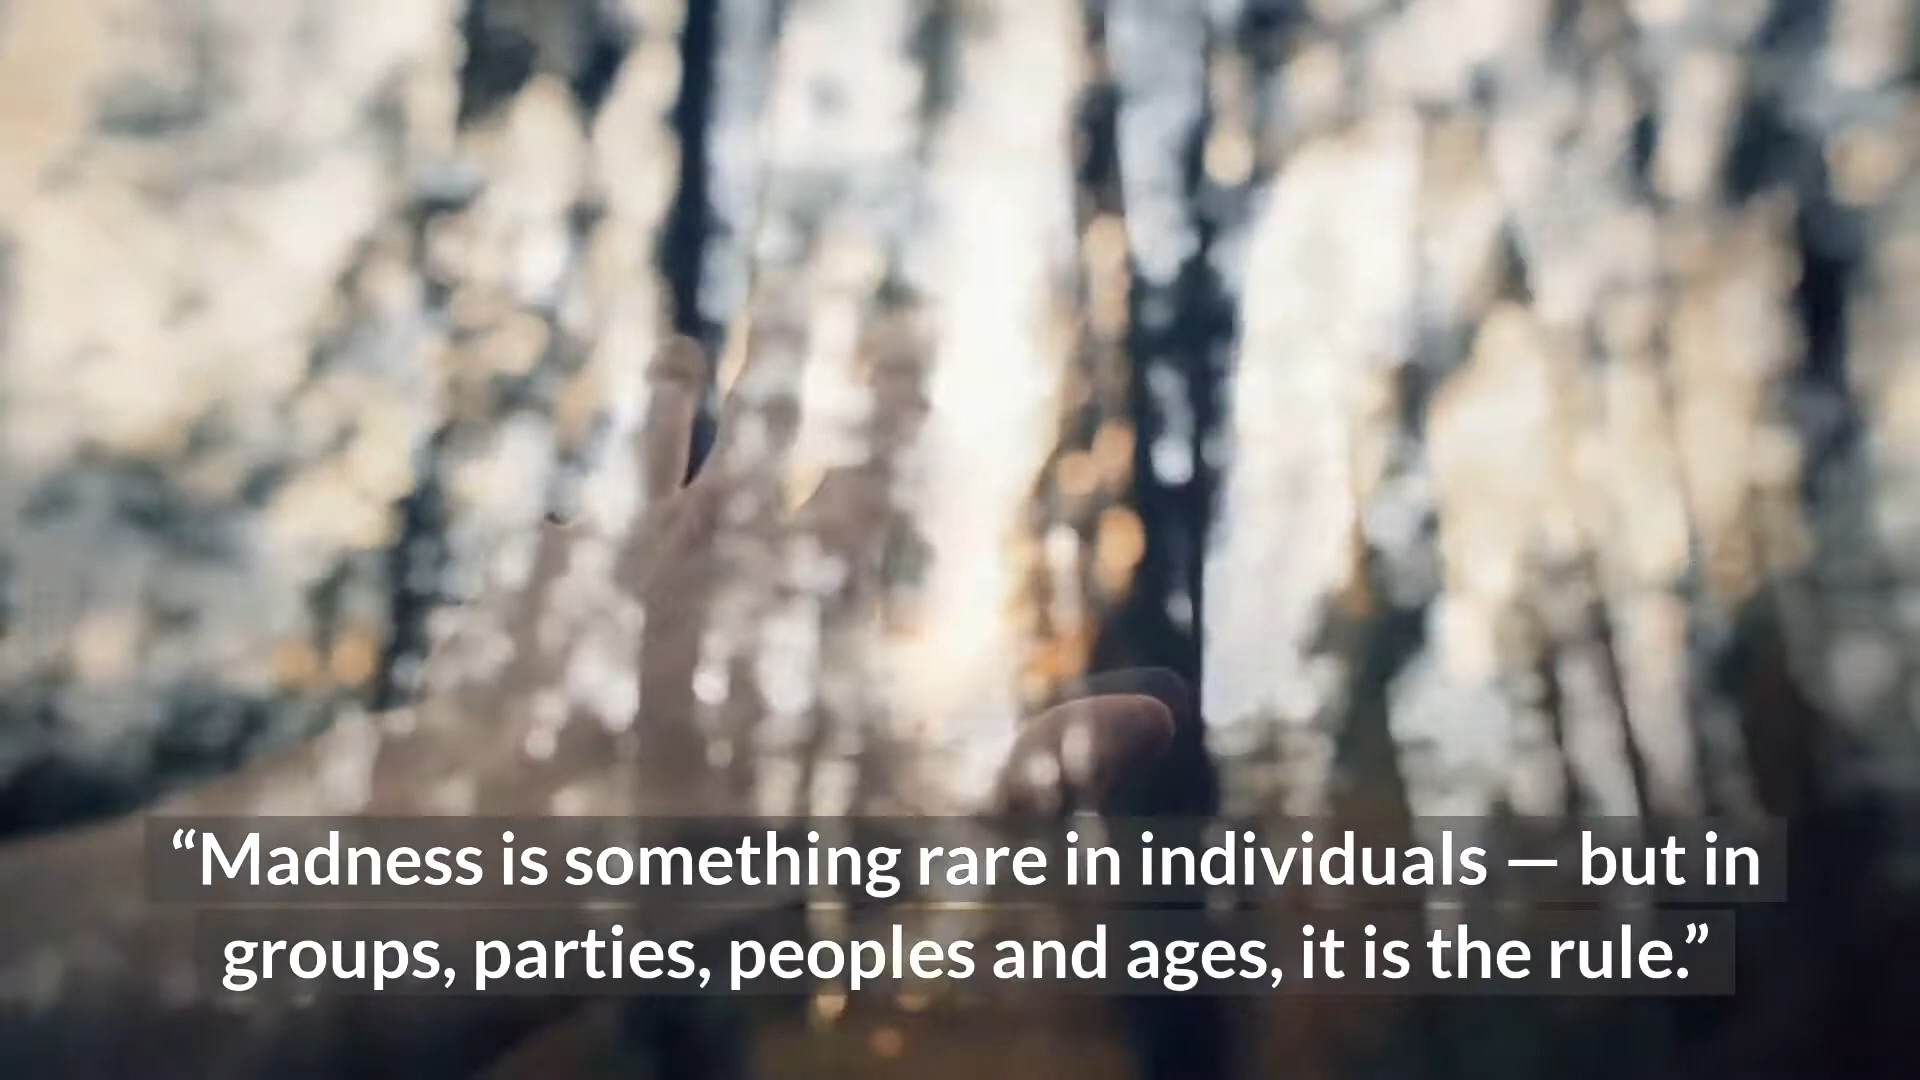 “Madness is something rare in individuals — but in
groups, parties, peoples and ages, it is the rule.”